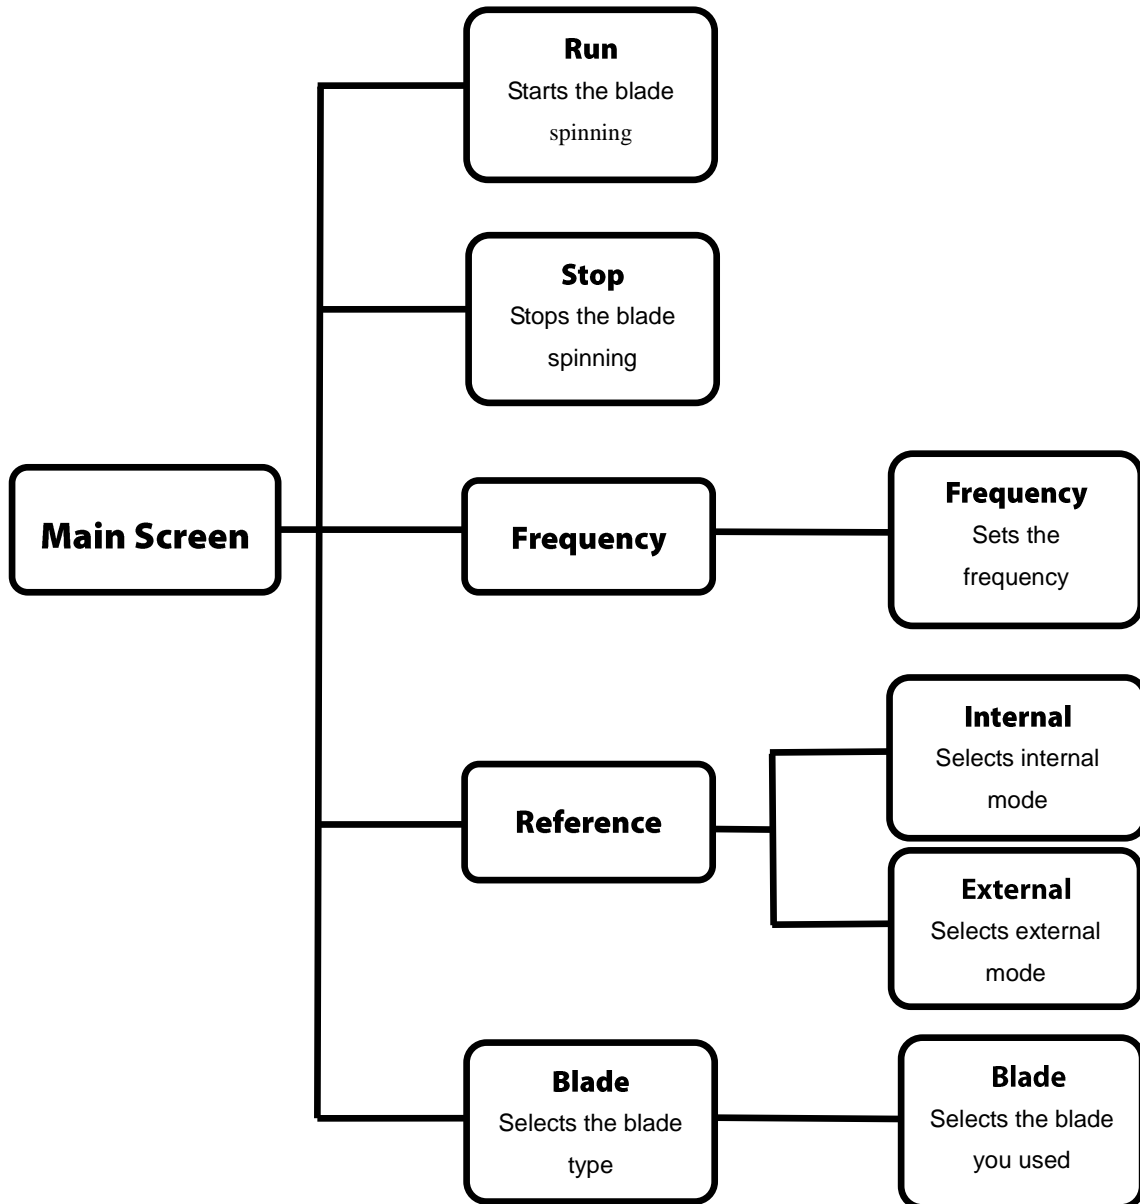 Run
Starts the blade
spinning
Stop
Stops the blade
spinning
Main Screen
Frequency
Frequency
Sets the
frequency
Reference
Internal
Selects internal
mode
External
Selects external
mode
Blade
Selects the blade
type
Blade
Selects the blade
you used